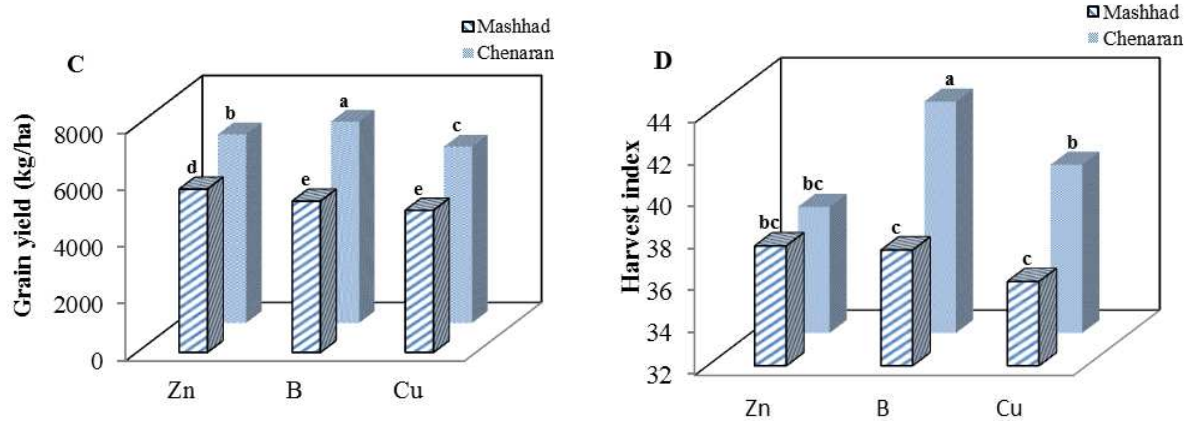 Mashhad
Chenaran
C
Grain yield (kg/ha)
8000
6000
4000
2000
0
b
a
c
d
e
e
Zn
B
Cu
Mashhad
Chenaran
D
Harvest index
44
42
40
38
36
34
32
a
b
bc
bc
c
c
Zn
B
Cu